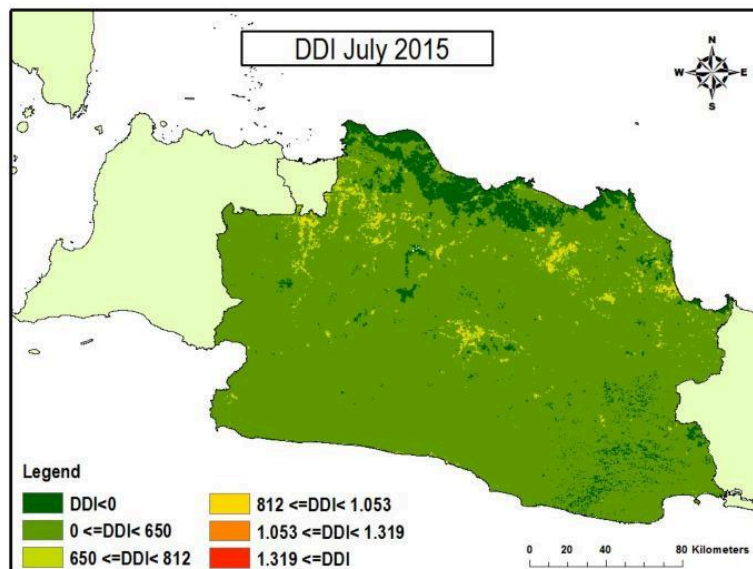 DDI July 2015
N
W E
S
Legend
DDI<0
0 <=DDI< 650
650 <=DDI< 812
812 <=DDI< 1.053
1.053 <=DDI< 1.319
1.319 <=DDI
0 20 40 60 80 Kilometers